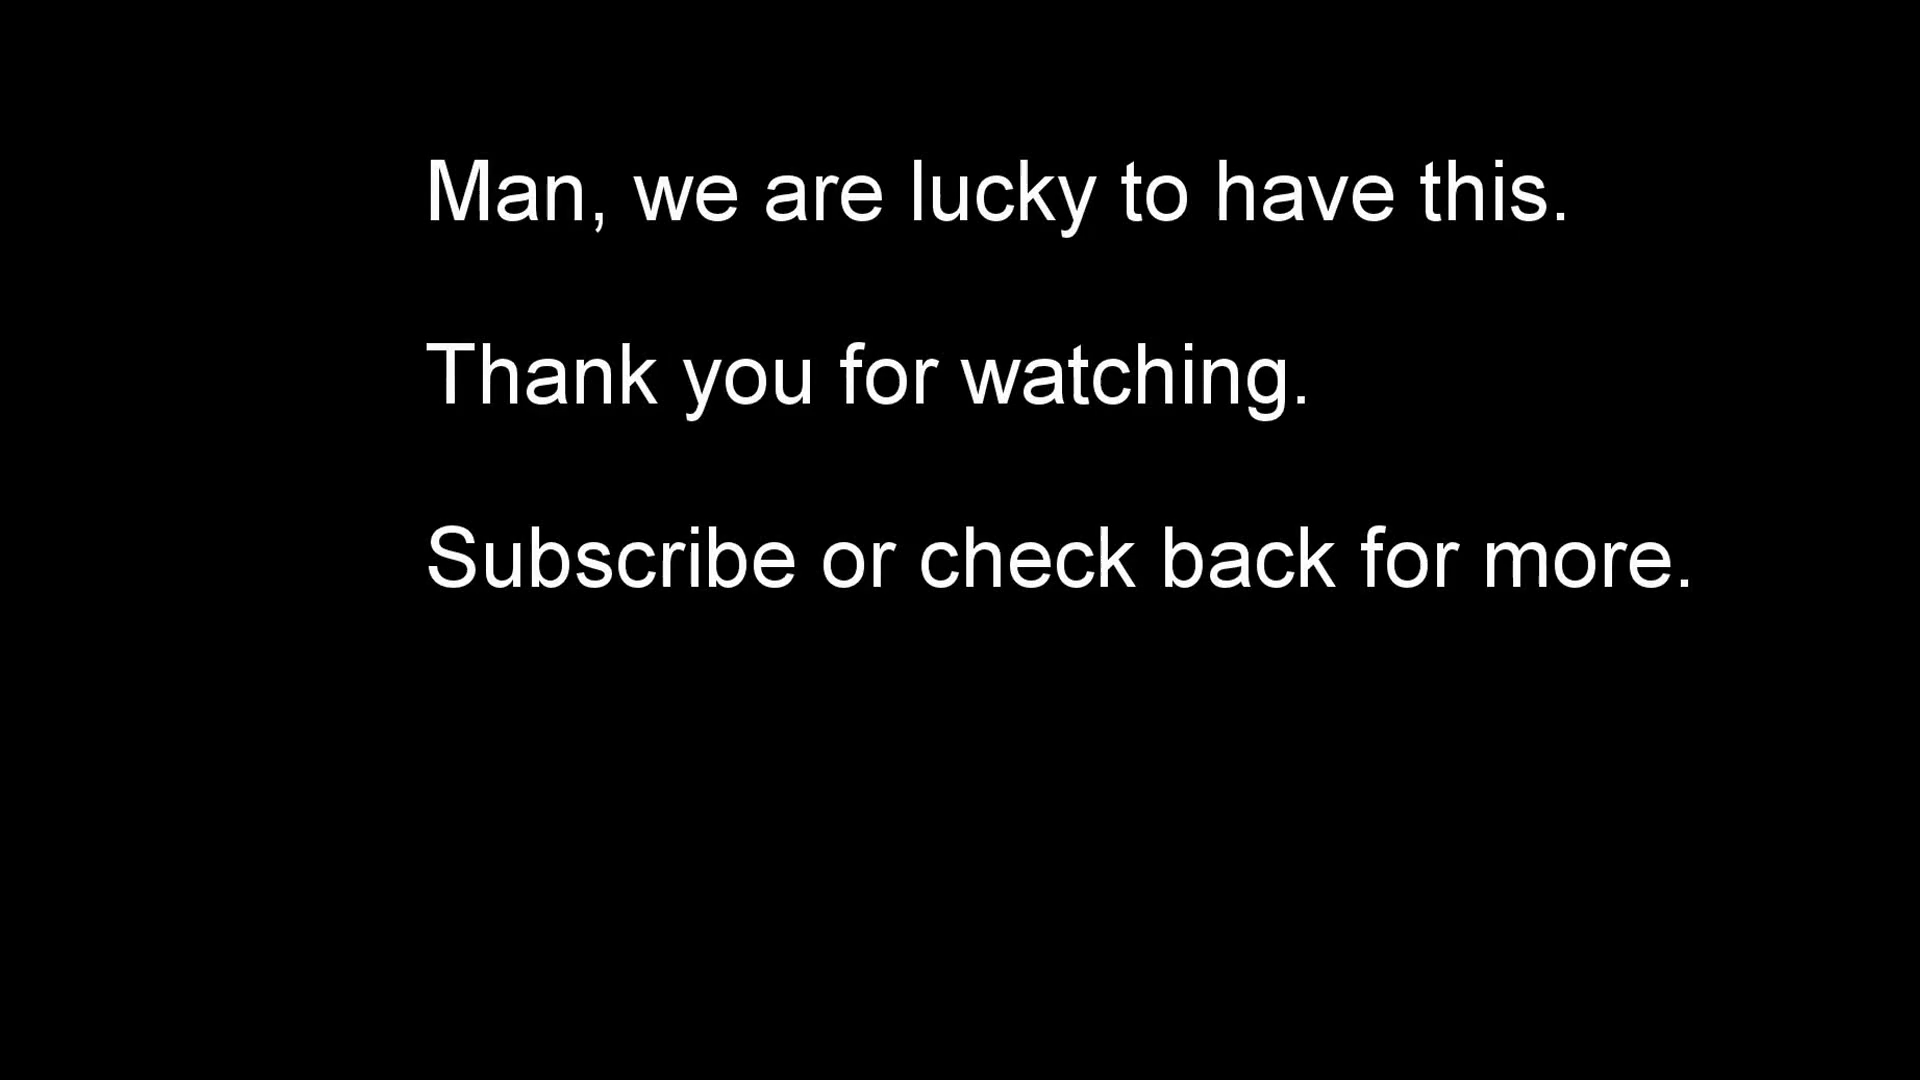 Man, we are lucky to have this.
Thank you for watching.
Subscribe or check back for more.